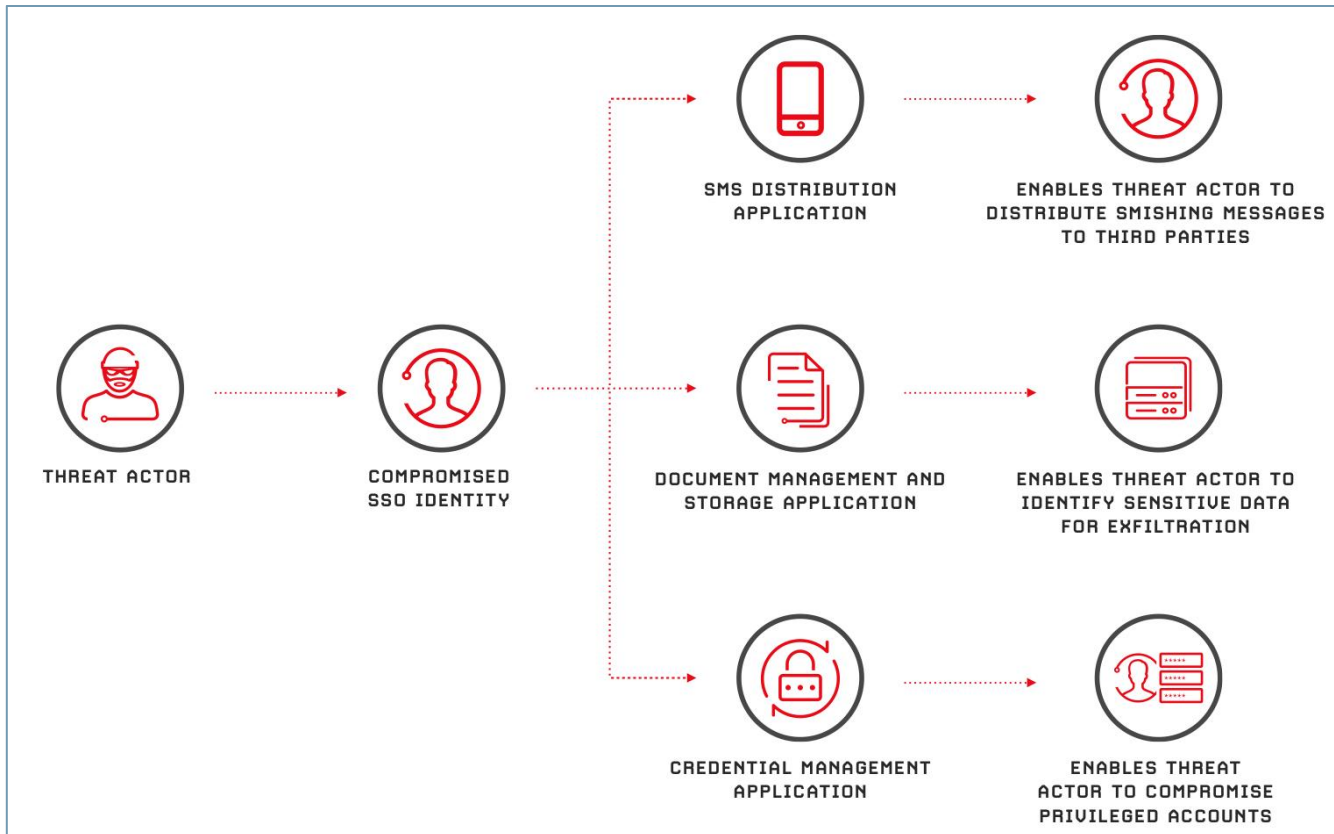 SMS DISTRIBUTION
APPLICATION
ENABLES THREAT ACTOR TO
DISTRIBUTE SMISHING MESSAGES
TO THIRD PARTIES
THREAT ACTOR
COMPROMISED
SSO IDENTITY
DOCUMENT MANAGEMENT AND
STORAGE APPLICATION
ENABLES THREAT ACTOR TO
IDENTIFY SENSITIVE DATA
FOR EXFILTRATION
CREDENTIAL MANAGEMENT
APPLICATION
ENABLES THREAT
ACTOR TO COMPROMISE
PRIVILEGED ACCOUNTS